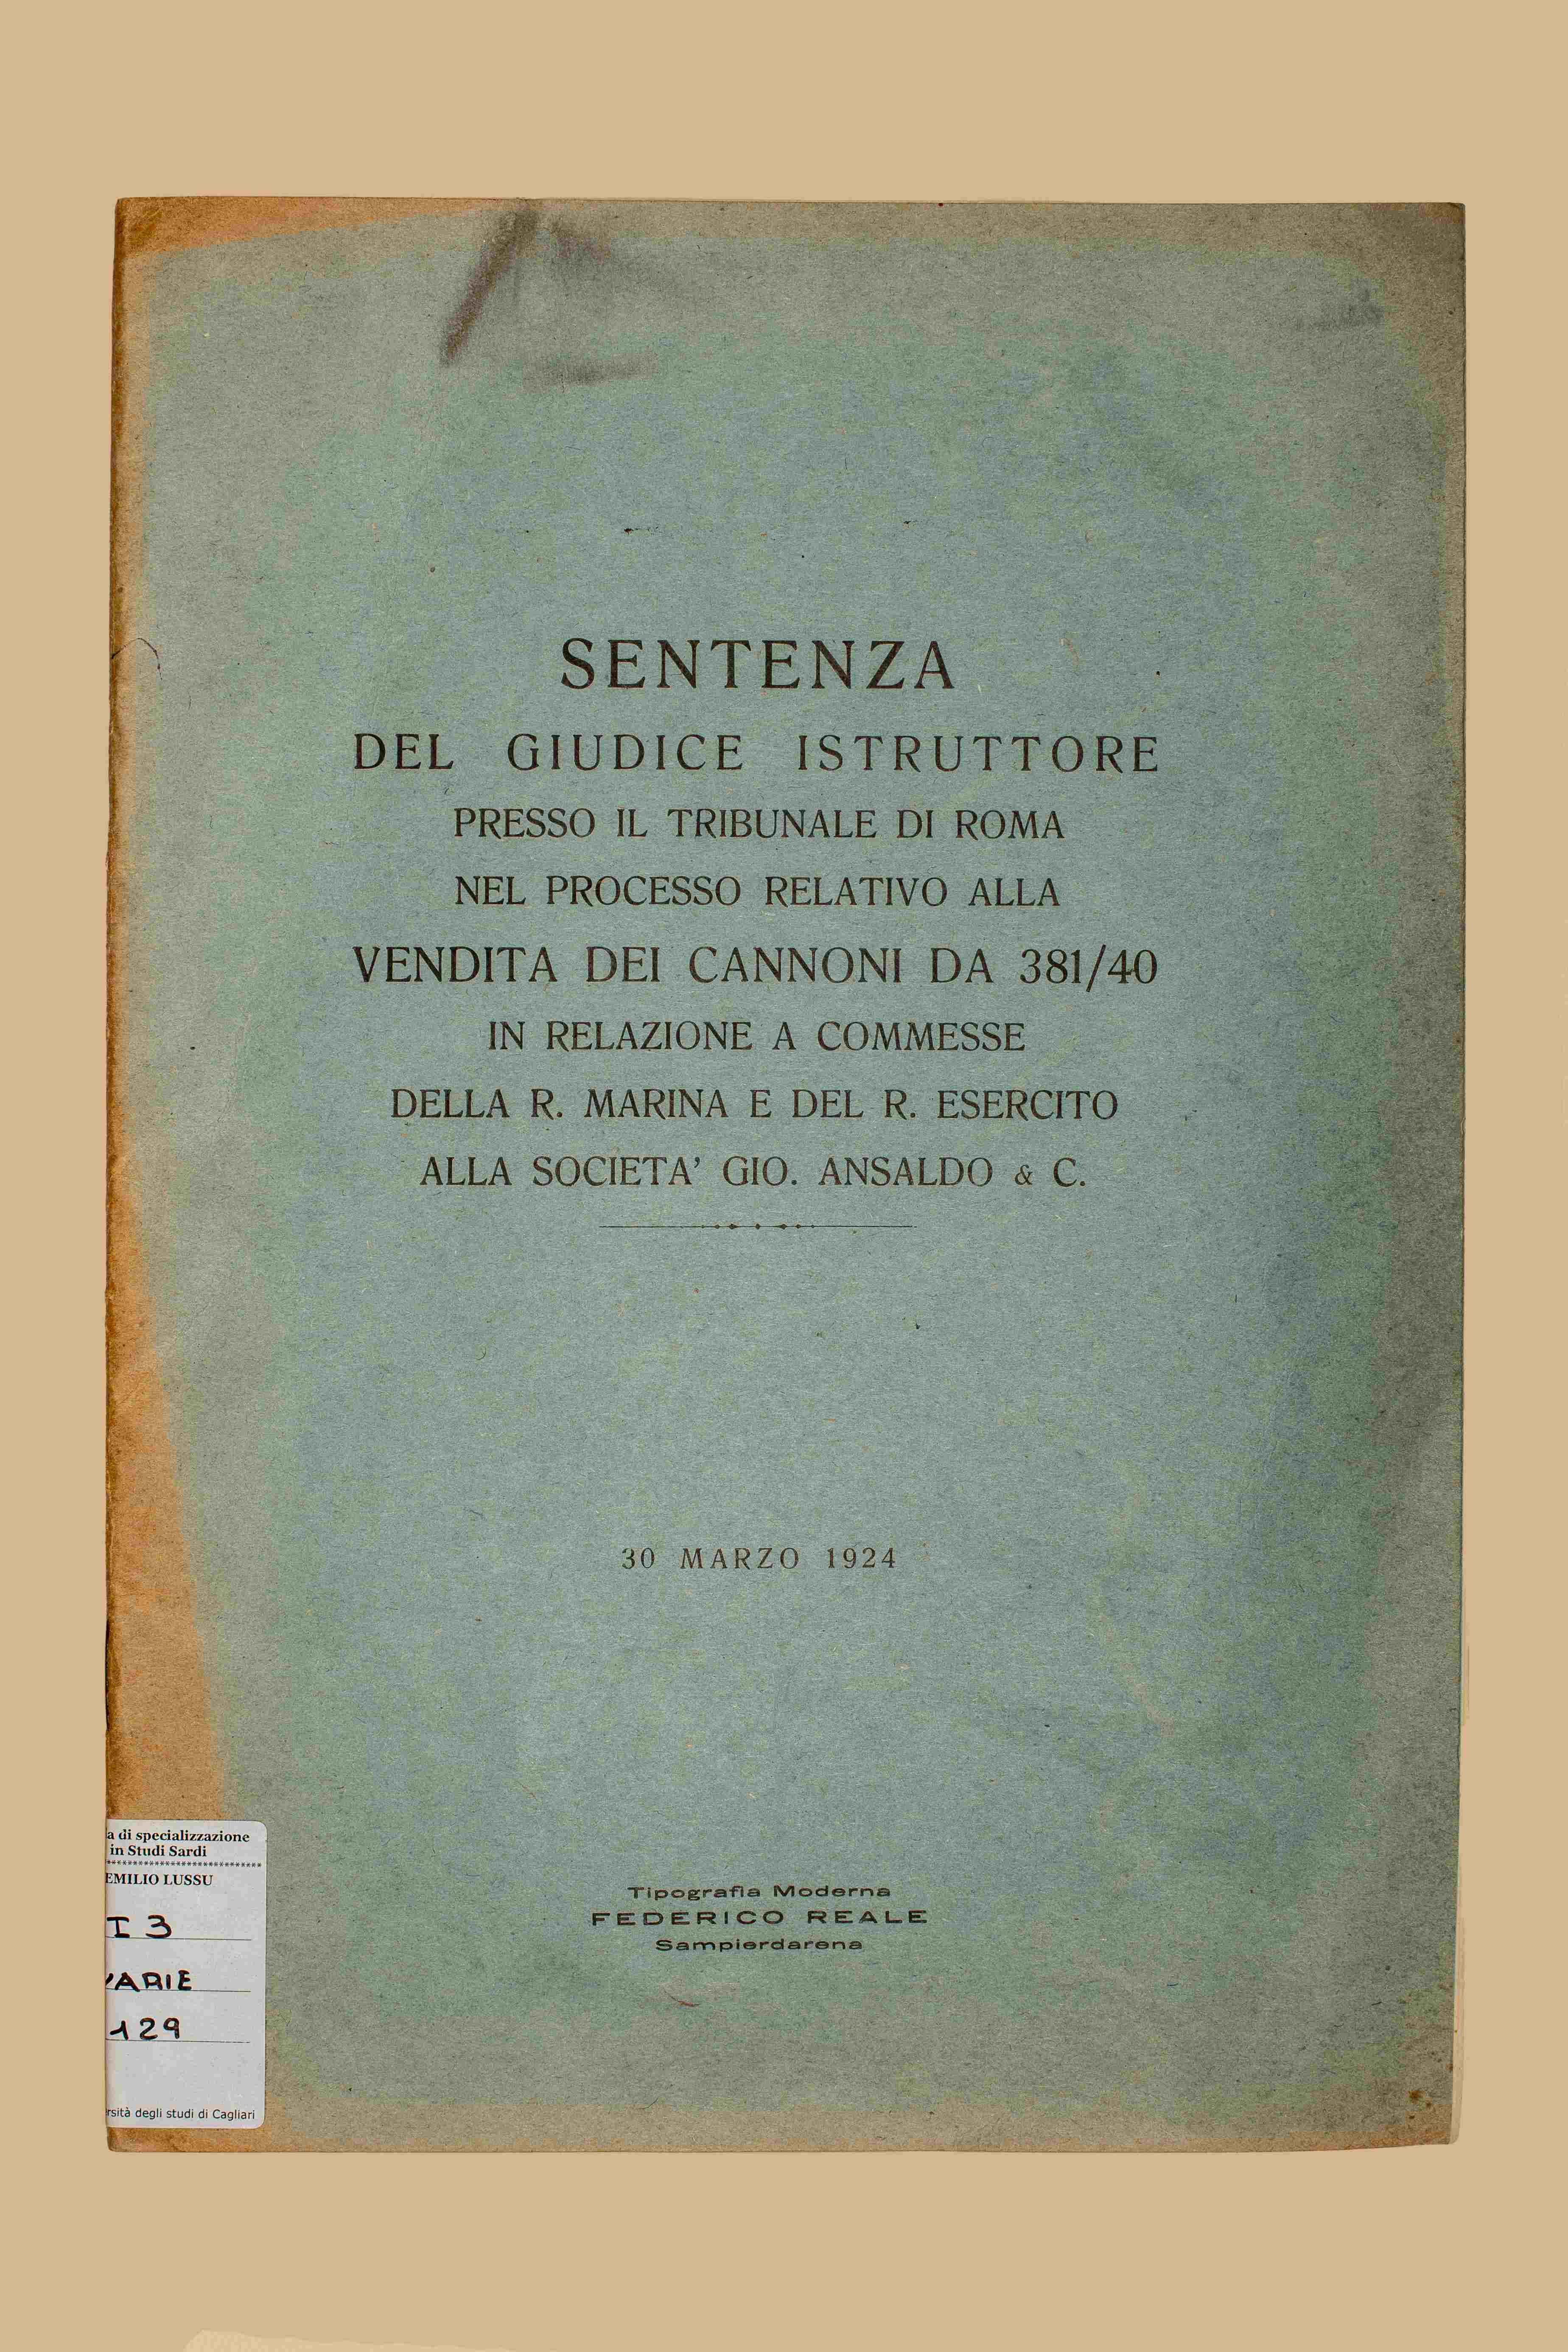 SENTENZA
DEL GIUDICE ISTRUTTORE
PRESSO IL TRIBUNALE DI ROMA
NEL PROCESSO RELATIVO ALLA
VENDITA DEI CANNONI DA 381/40
IN RELAZIONE A COMMESSE
DELLA R. MARINA E DEL R. ESERCITO
ALLA SOCIETA' GIO. ANSALDO & C.
30 MARZO 1924
Tipografia Moderna
FEDERICO REALE
Sampierdarena
a di specializzazione
in Studi Sardi
******************************
EMILIO LUSSU
I 3
VARIE
129
rsità degli studi di Cagliari